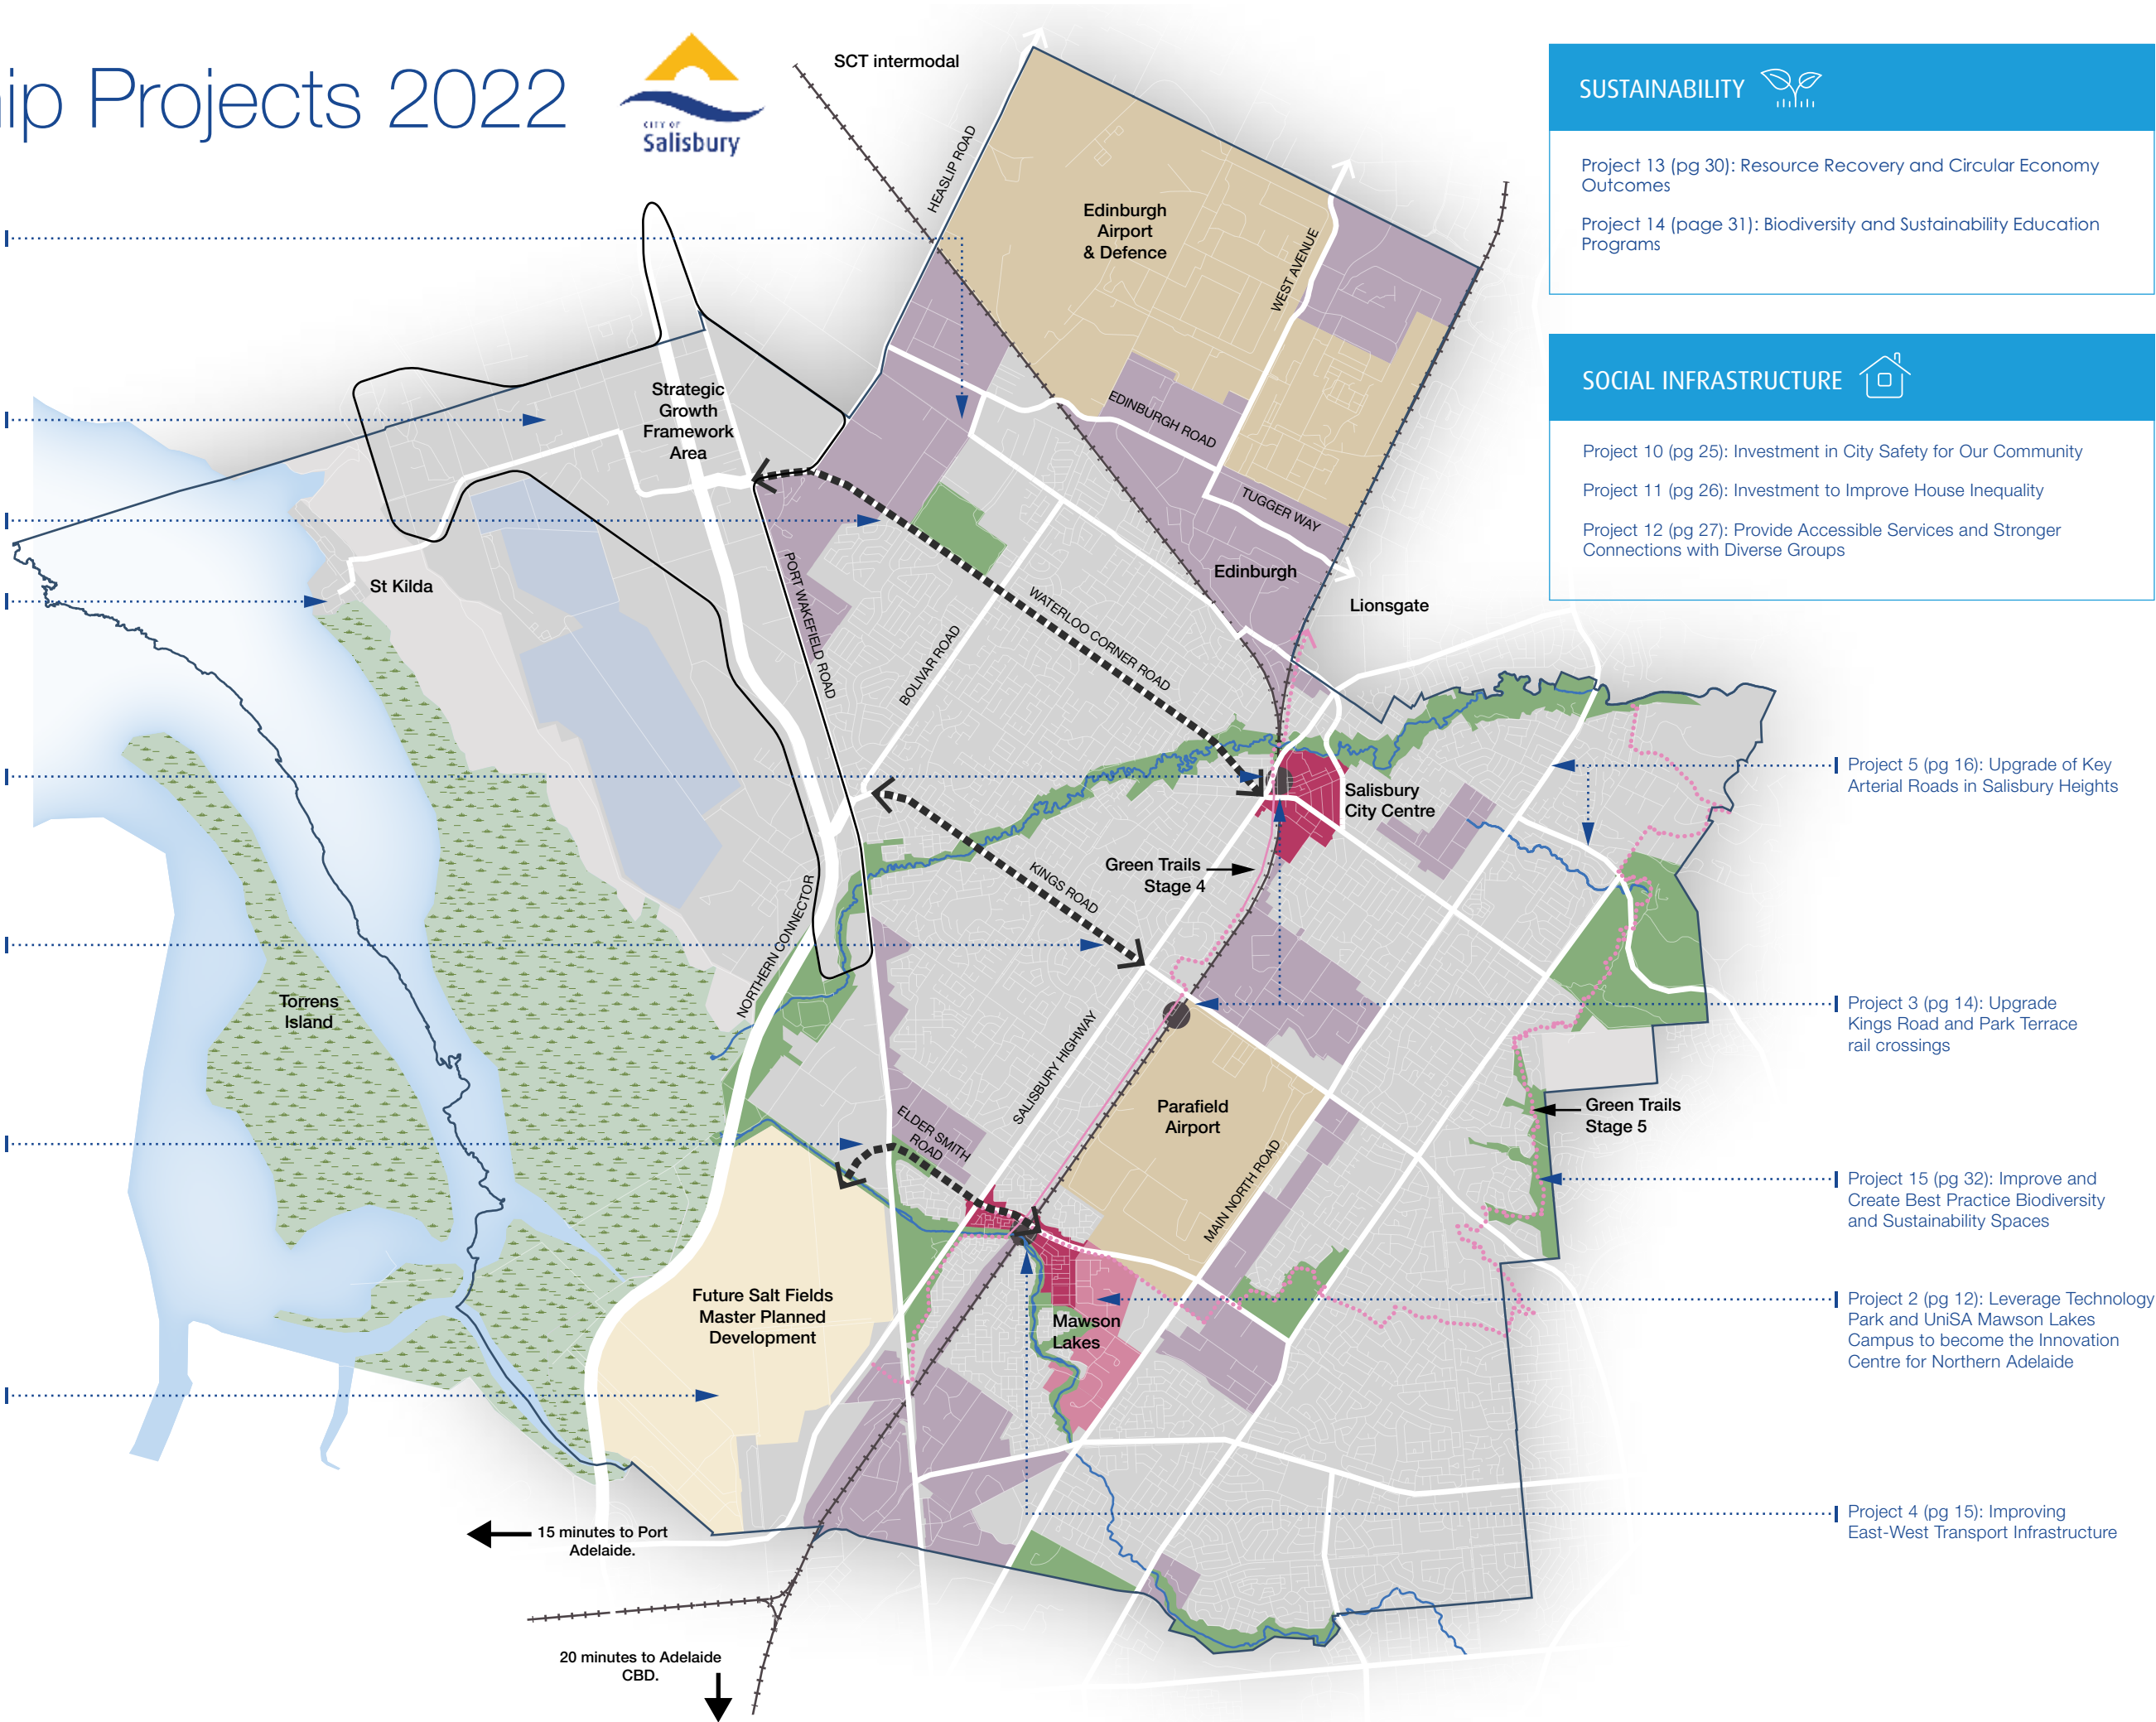 ip Projects 2022
CITY OF
Salisbury
SCT intermodal
HEASLIP ROAD
Edinburgh
Airport
& Defence
WEST AVENUE
Strategic
Growth
Framework
Area
EDINBURGH ROAD
TUGGER WAY
Edinburgh
Lionsgate
St Kilda
PORT WAKEFIELD ROAD
BOLIVAR ROAD
WATERLOO CORNER ROAD
Salisbury
City Centre
Green Trails
Stage 4
KINGS ROAD
NORTHERN CONNECTOR
Torrens
Island
SALISBURY HIGHWAY
ELDER SMITH
ROAD
Parafield
Airport
MAIN NORTH ROAD
Green Trails
Stage 5
Future Salt Fields
Master Planned
Development
Mawson
Lakes
15 minutes to Port
Adelaide.
20 minutes to Adelaide
CBD.
SUSTAINABILITY
Project 13 (pg 30): Resource Recovery and Circular Economy
Outcomes
Project 14 (page 31): Biodiversity and Sustainability Education
Programs
SOCIAL INFRASTRUCTURE
Project 10 (pg 25): Investment in City Safety for Our Community
Project 11 (pg 26): Investment to Improve House Inequality
Project 12 (pg 27): Provide Accessible Services and Stronger
Connections with Diverse Groups
Project 5 (pg 16): Upgrade of Key
Arterial Roads in Salisbury Heights
Project 3 (pg 14): Upgrade
Kings Road and Park Terrace
rail crossings
Project 15 (pg 32): Improve and
Create Best Practice Biodiversity
and Sustainability Spaces
Project 2 (pg 12): Leverage Technology
Park and UniSA Mawson Lakes
Campus to become the Innovation
Centre for Northern Adelaide
Project 4 (pg 15): Improving
East-West Transport Infrastructure